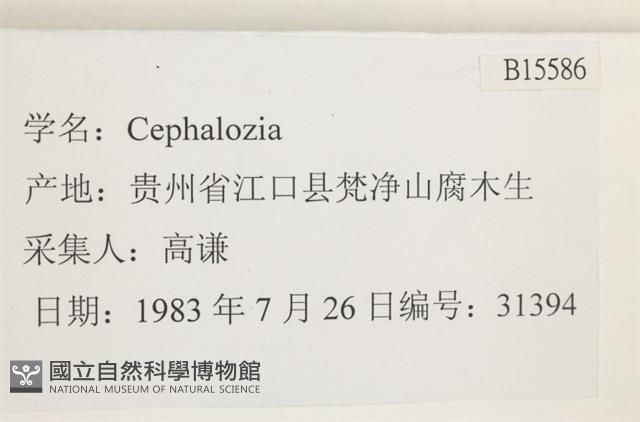 B15586
学名：Cephalozia
产地：贵州省江口县梵净山腐木生
采集人：高谦
日期：1983 年 7 月 26 日编号：31394
國立自然科學博物館
NATIONAL MUSEUM OF NATURAL SCIENCE